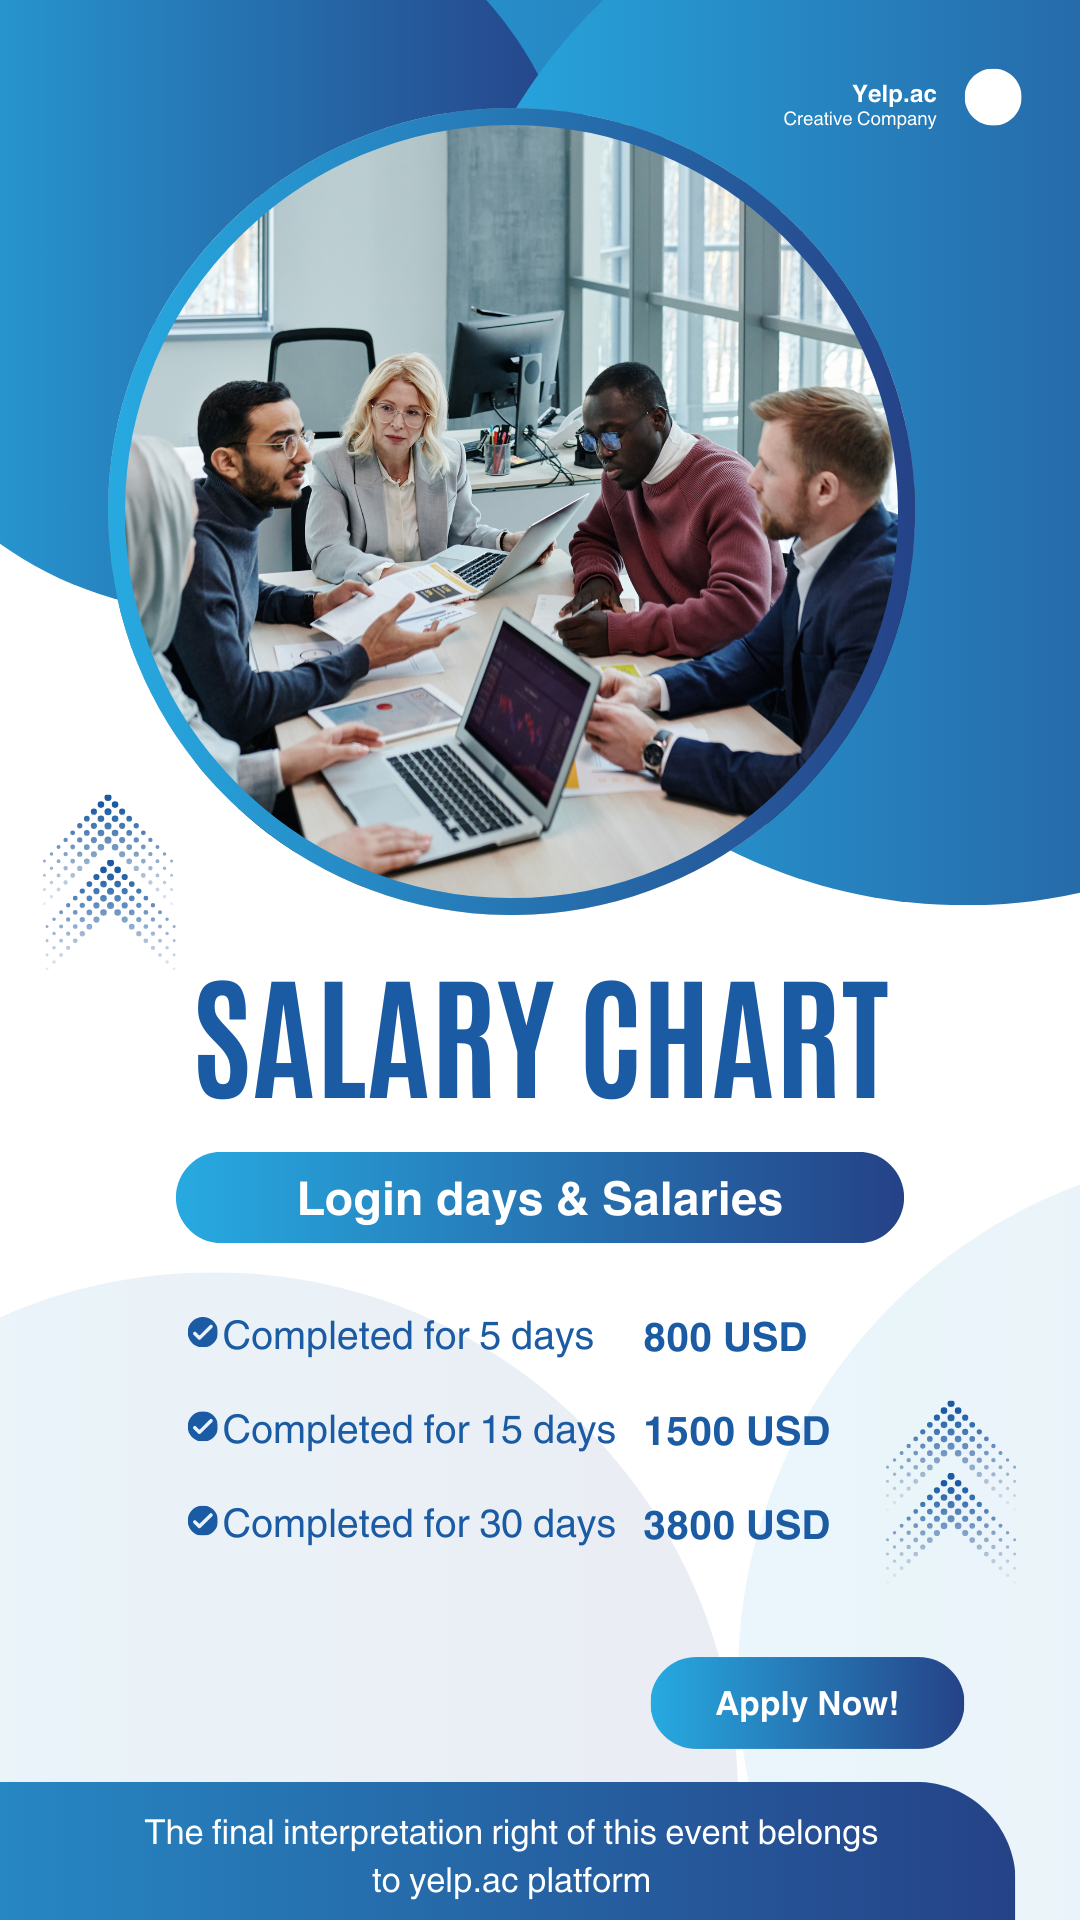 Yelp.ac
Creative Company
SALARY CHART
Login days & Salaries
Completed for 5 days 800 USD
Completed for 15 days 1500 USD
Completed for 30 days 3800 USD
Apply Now!
The final interpretation right of this event belongs
to yelp.ac platform